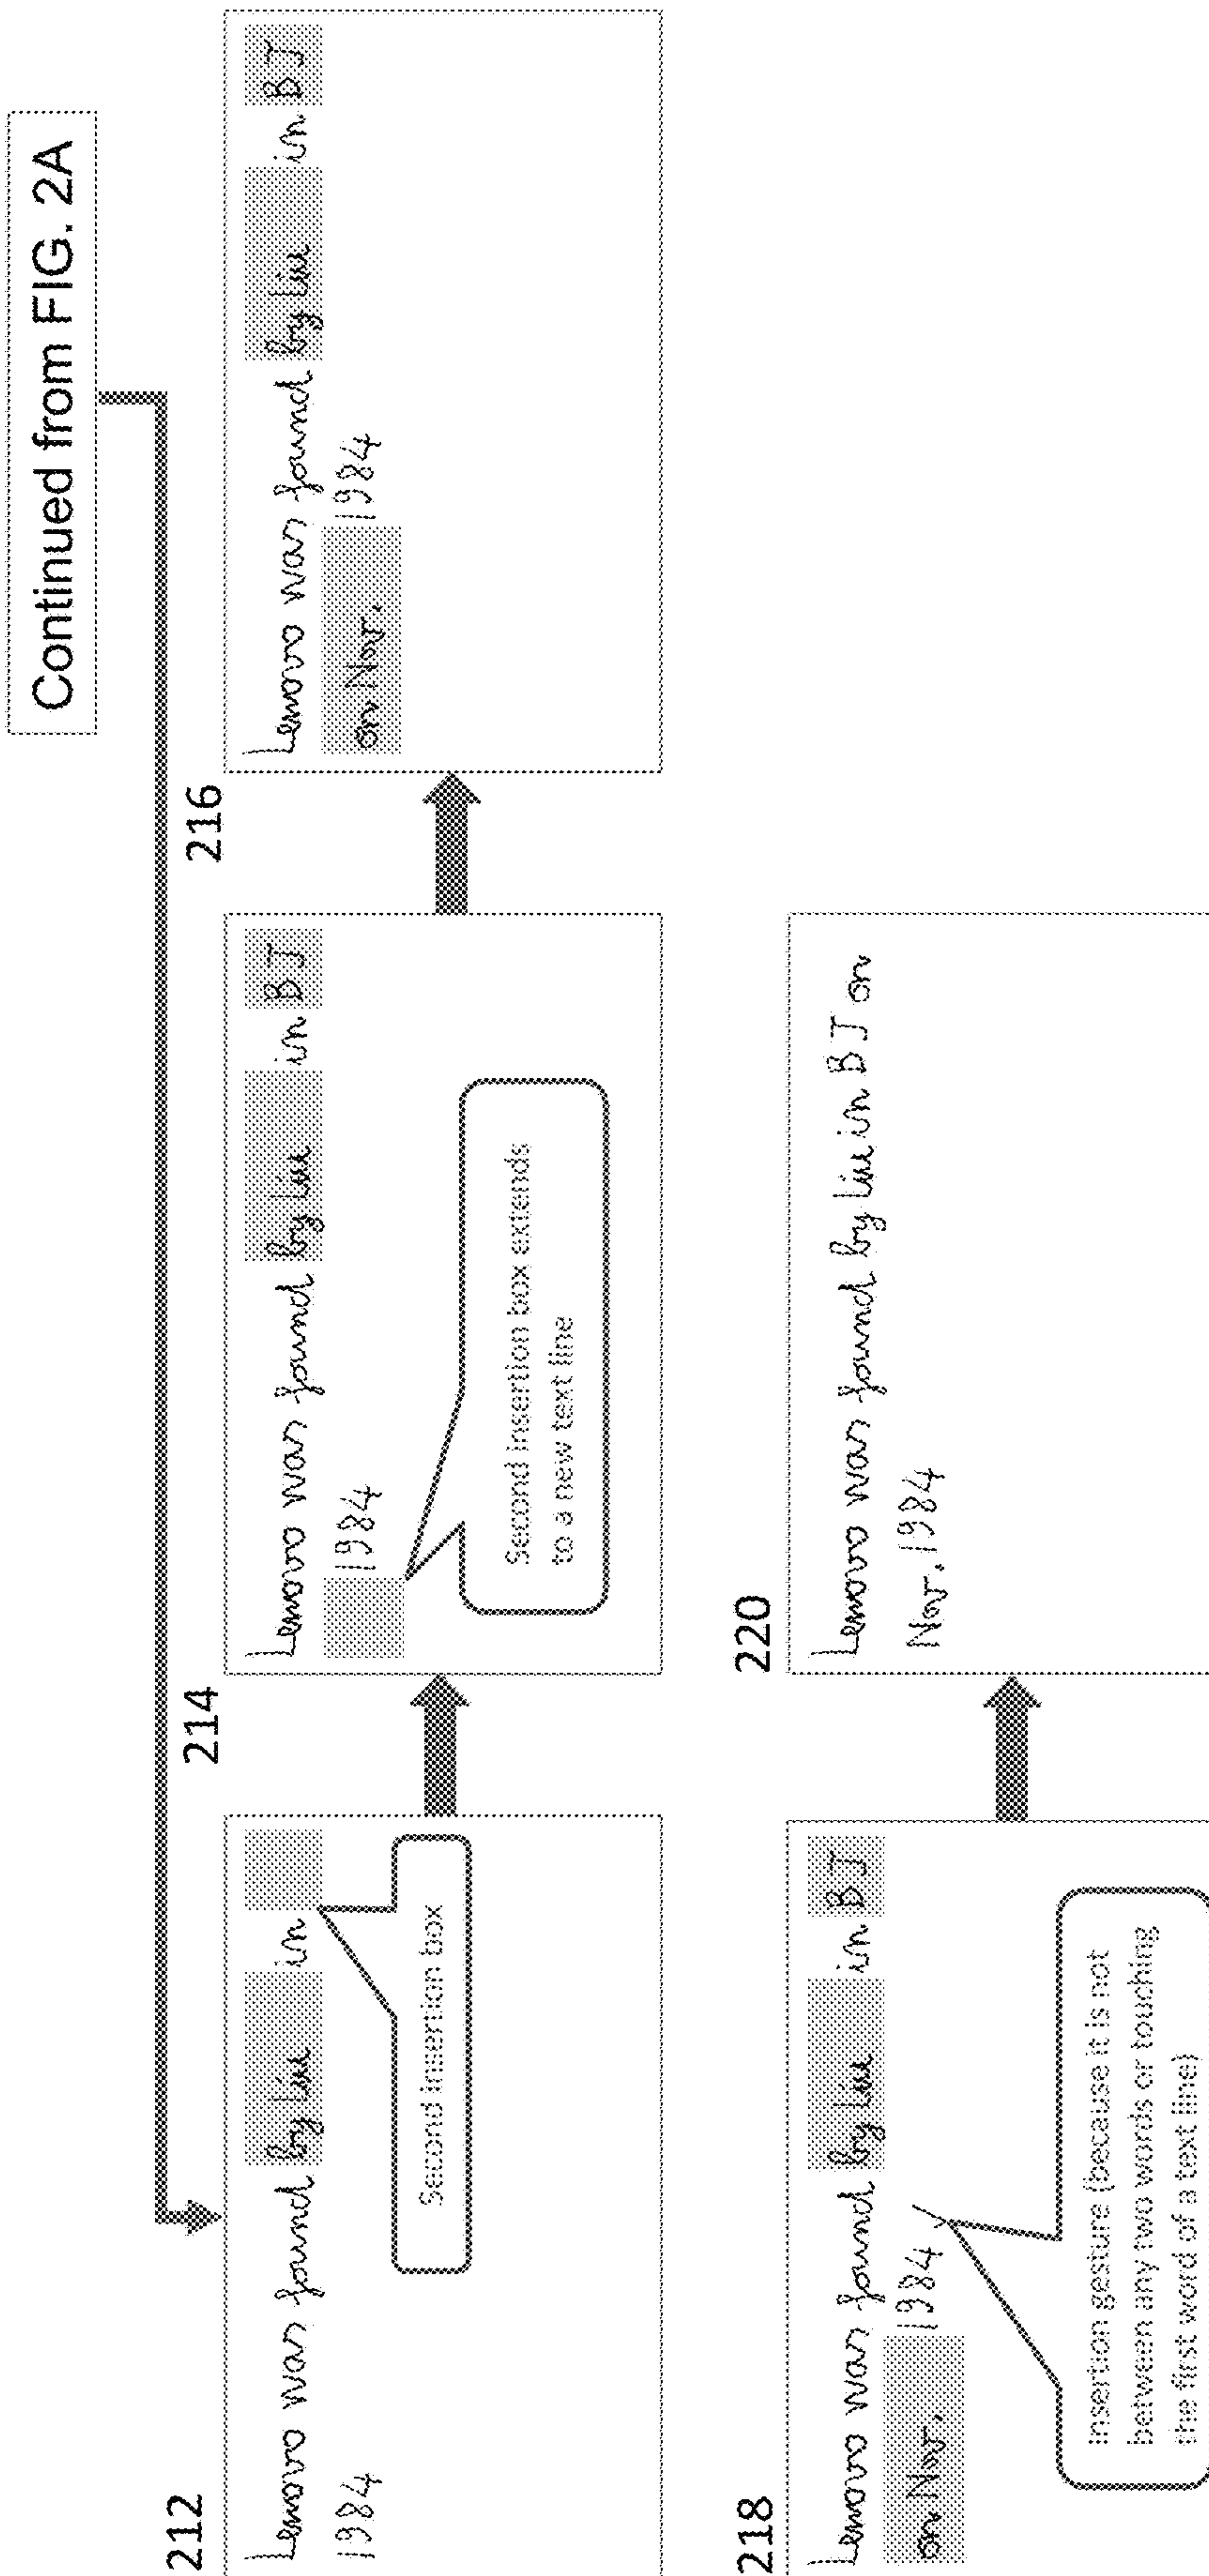 Continued from FIG. 2A
212
Lenovo was found by Liu in
1984
Second insertion box
214
Lenovo was found by Liu in BJ
1984
Second insertion box extends
to a new text line
216
Lenovo was found by Liu in BJ
on Nov. 1984
218
Lenovo was found by Liu in BJ
on Nov. 1984
Insertion gesture (because it is not
between any two words or touching
the first word of a text line)
220
Lenovo was found by Liu in BJ on
Nov. 1984